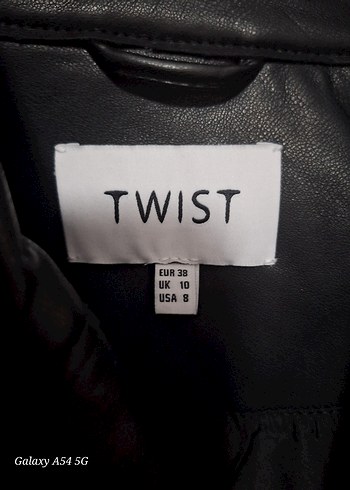 TWIST
EUR 38
UK 10
USA 8
Galaxy A54 5G